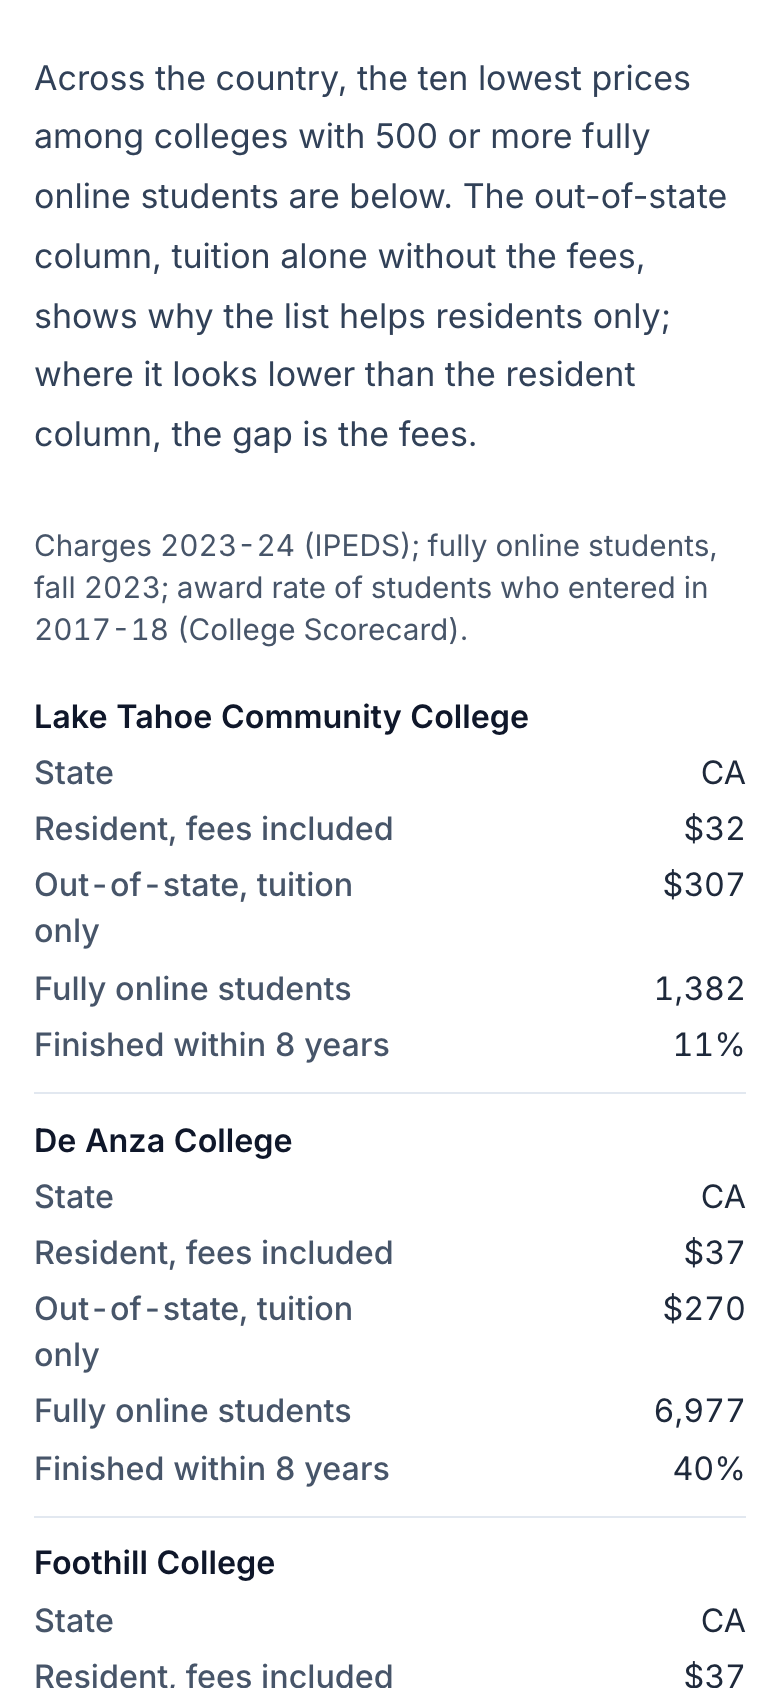 Across the country, the ten lowest prices
among colleges with 500 or more fully
online students are below. The out-of-state
column, tuition alone without the fees,
shows why the list helps residents only;
where it looks lower than the resident
column, the gap is the fees.
Charges 2023-24 (IPEDS); fully online students,
fall 2023; award rate of students who entered in
2017-18 (College Scorecard).
Lake Tahoe Community College
State CA
Resident, fees included $32
Out-of-state, tuition $307
only
Fully online students 1,382
Finished within 8 years 11%
De Anza College
State CA
Resident, fees included $37
Out-of-state, tuition $270
only
Fully online students 6,977
Finished within 8 years 40%
Foothill College
State CA
Resident, fees included $37